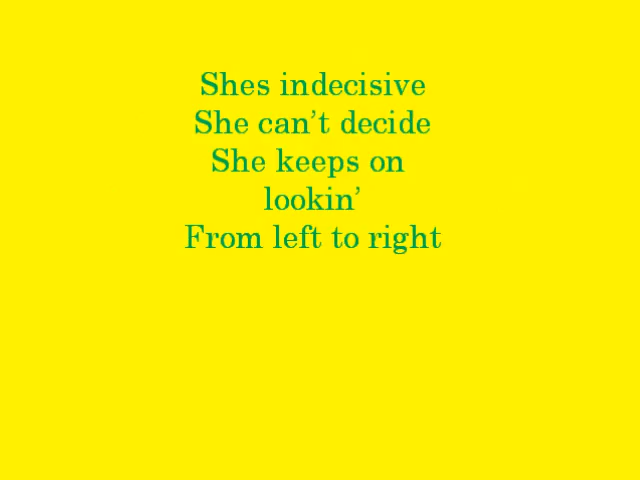 Shes indecisive
She can’t decide
She keeps on
lookin’
From left to right